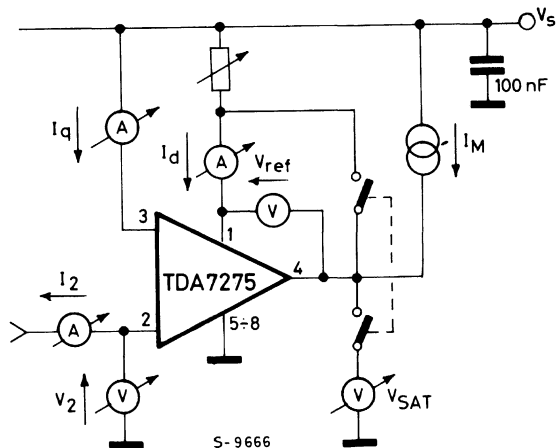 Vs
100 nF
Iq
A
Id
A
Vref
V
IM
3
1
4
TDA7275
I2
A
2
5÷8
V2
V
V
VSAT
S-9666